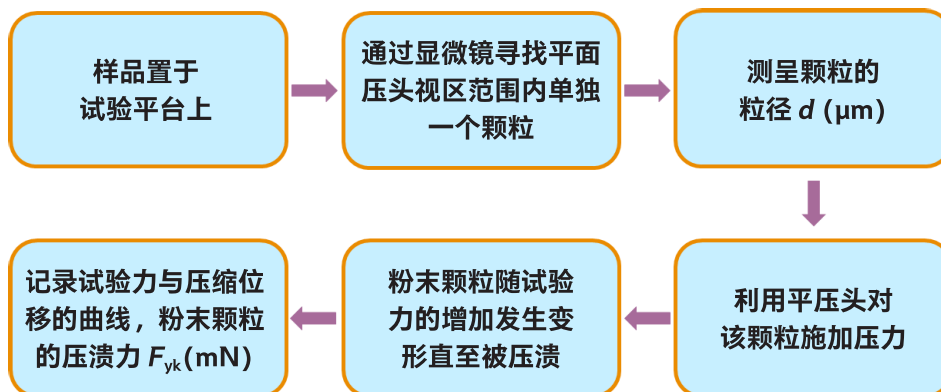 样品置于
试验平台上
通过显微镜寻找平面
压头视区范围内单独
一个颗粒
测呈颗粒的
粒径 d (μm)
利用平压头对
该颗粒施加压力
粉末颗粒随试验
力的增加发生变
形直至被压溃
记录试验力与压缩位
移的曲线，粉末颗粒
的压溃力 Fyk(mN)